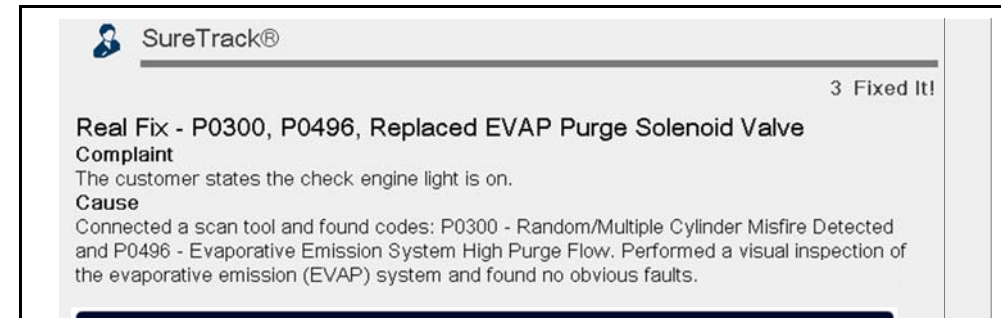 SureTrack®
3 Fixed It!
Real Fix - P0300, P0496, Replaced EVAP Purge Solenoid Valve
Complaint
The customer states the check engine light is on.
Cause
Connected a scan tool and found codes: P0300 - Random/Multiple Cylinder Misfire Detected
and P0496 - Evaporative Emission System High Purge Flow. Performed a visual inspection of
the evaporative emission (EVAP) system and found no obvious faults.